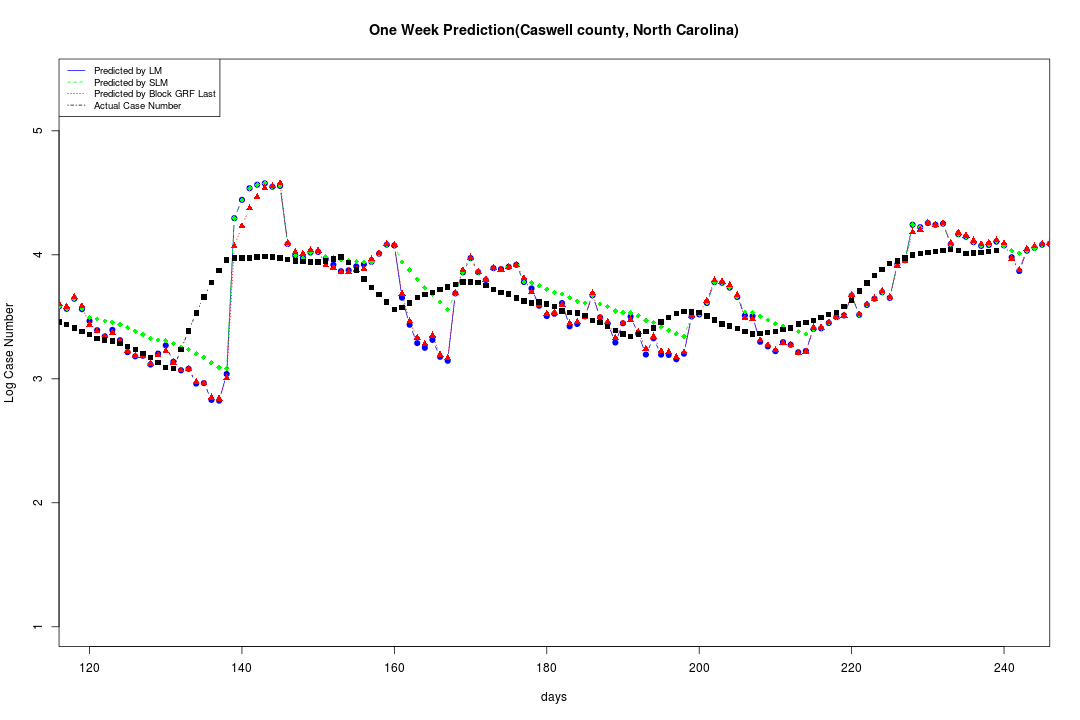 One Week Prediction(Caswell county, North Carolina)
Predicted by LM
Predicted by SLM
Predicted by Block GRF Last
Actual Case Number
5
4
3
2
1
Log Case Number
120 140 160 180 200 220 240
days